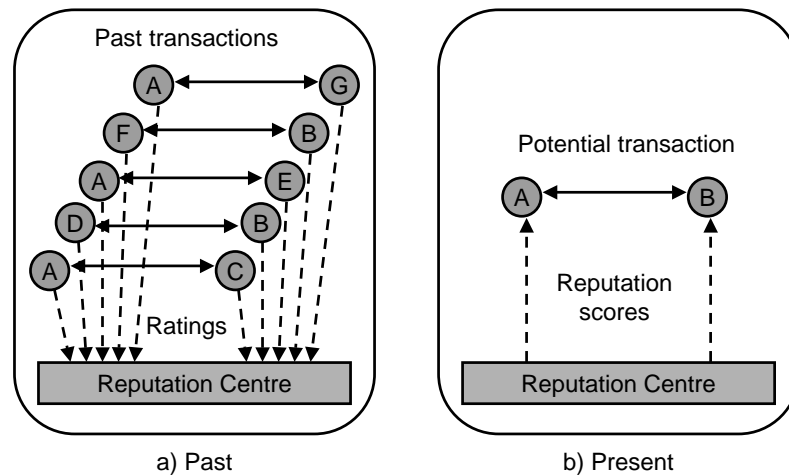 Past transactions
A G
F B
A E
D B
A C
Ratings
Reputation Centre
a) Past
Potential transaction
A B
Reputation
scores
Reputation Centre
b) Present